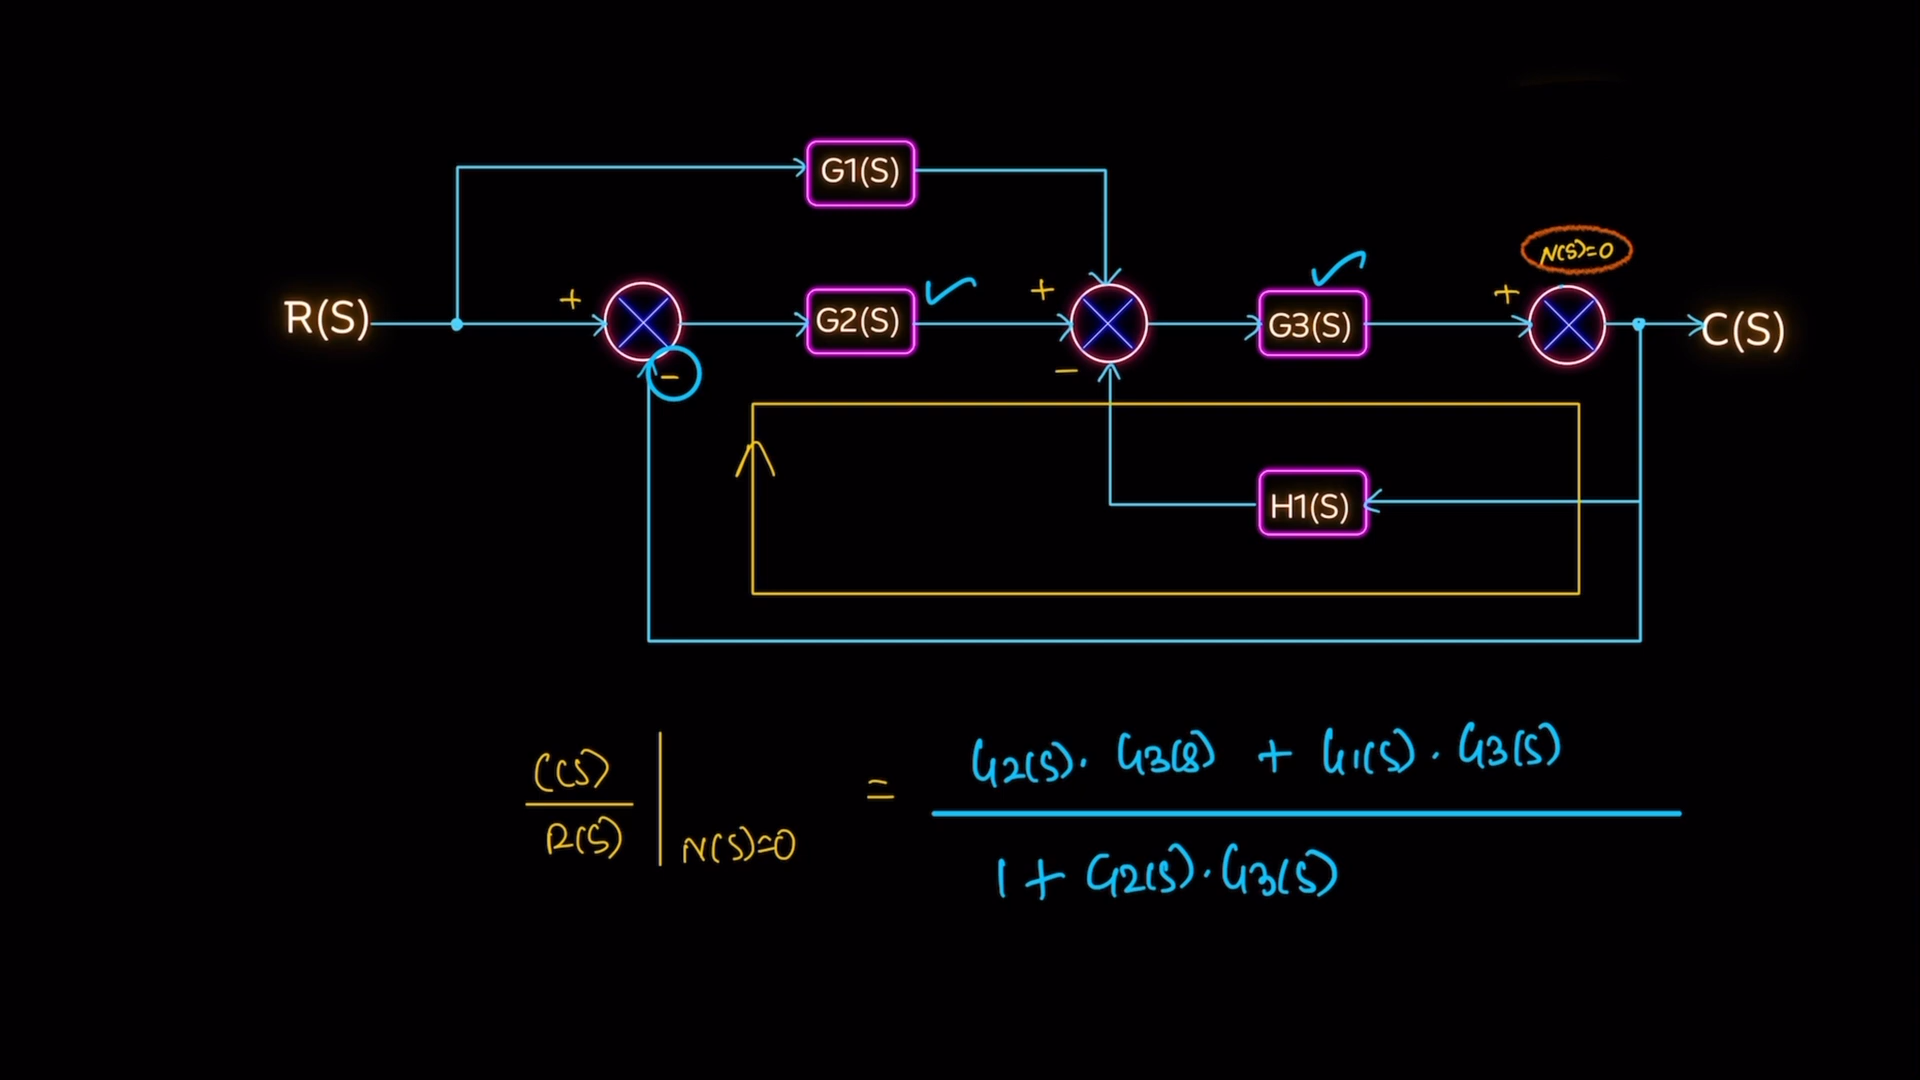 G1(S)
N(S)=0
+ + +
R(S) G2(S) G3(S) C(S)
- -
H1(S)
C(S) / R(S) | N(S)=0 = G2(S). G3(S) + G1(S). G3(S) / 1 + G2(S).G3(S)